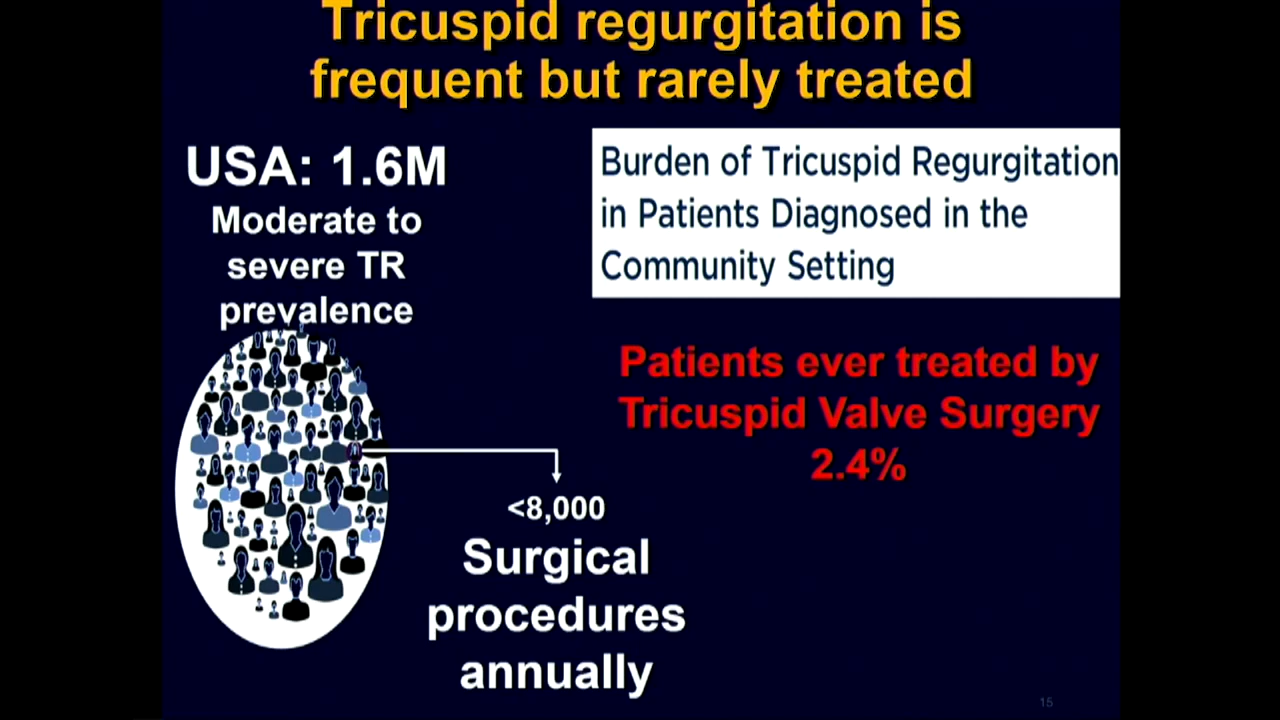 Tricuspid regurgitation is
frequent but rarely treated
USA: 1.6M
Moderate to
severe TR
prevalence
Burden of Tricuspid Regurgitation
in Patients Diagnosed in the
Community Setting
Patients ever treated by
Tricuspid Valve Surgery
2.4%
<8,000
Surgical
procedures
annually
15